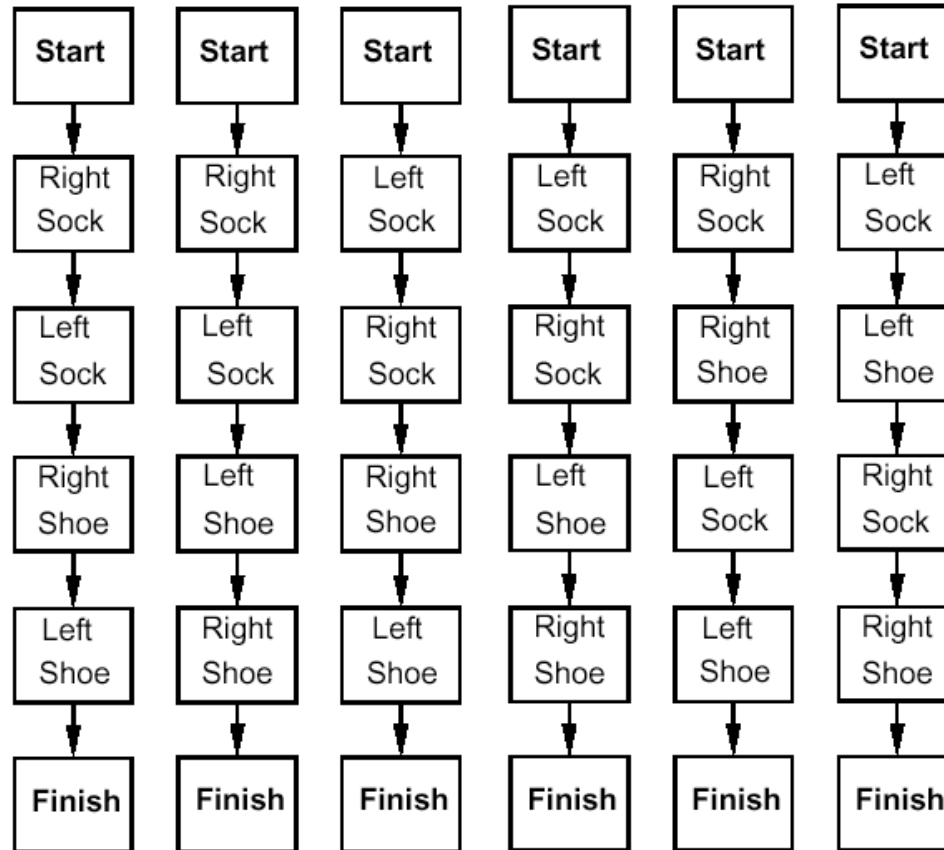 Start Start Start Start Start Start
Right Right Left Left Right Left
Sock Sock Sock Sock Sock Sock
Left Left Right Right Right Left
Sock Sock Sock Sock Shoe Shoe
Right Left Right Left Left Right
Shoe Shoe Shoe Shoe Sock Sock
Left Right Left Right Left Right
Shoe Shoe Shoe Shoe Shoe Shoe
Finish Finish Finish Finish Finish Finish